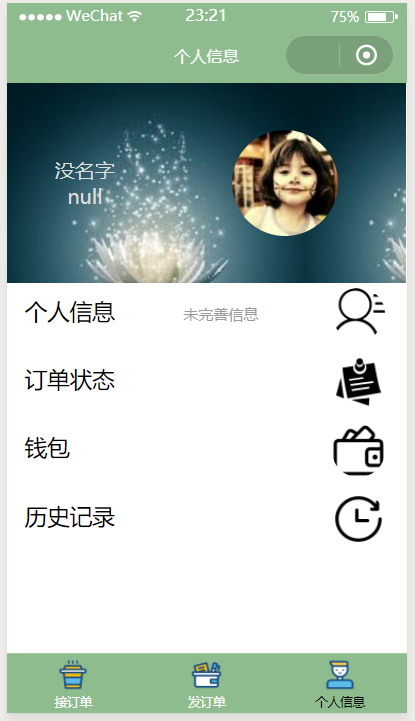 ●●●●● WeChat 23:21 75%
个人信息
没名字
null
个人信息 未完善信息
订单状态
钱包
历史记录
接订单 发订单 个人信息